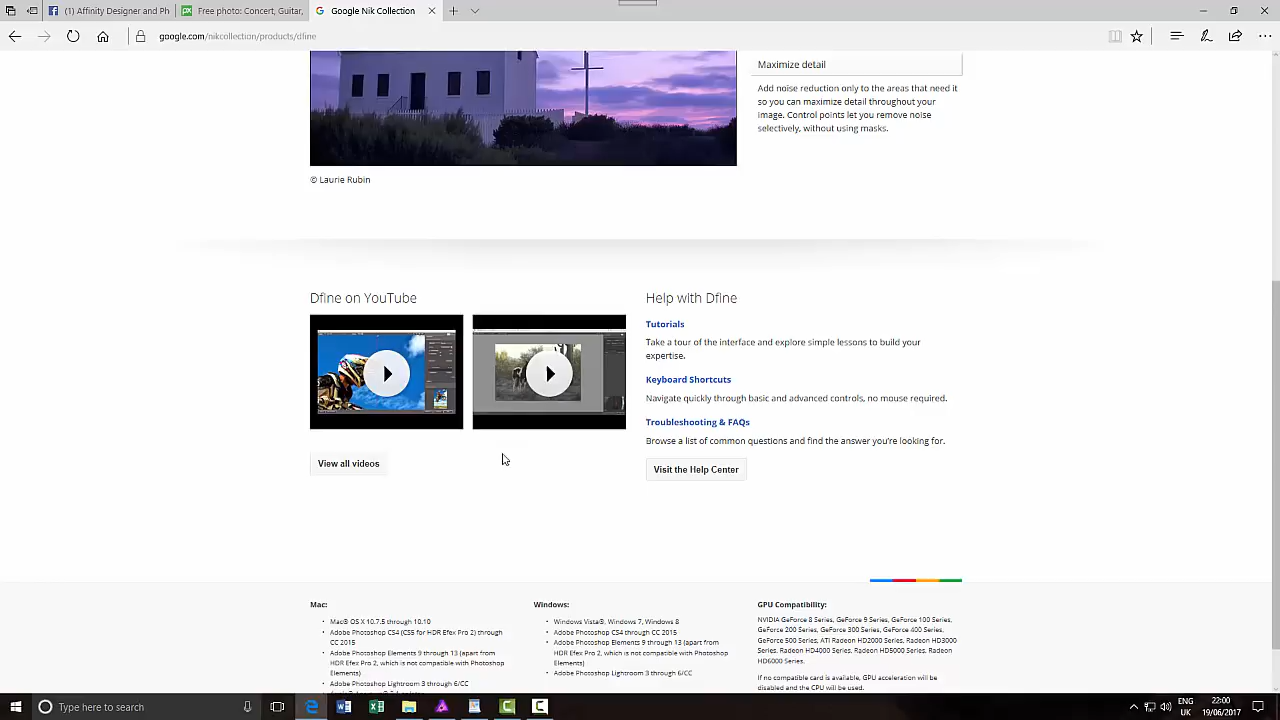 (1) Affinity Designer and Ph
Free photo: Concert, Guitar,
Google Nik Collection
google.com/nikcollection/products/dfine
Maximize detail
Add noise reduction only to the areas that need it
so you can maximize detail throughout your
image. Control points let you remove noise
selectively, without using masks.
© Laurie Rubin
Dfine on YouTube
View all videos
Help with Dfine
Tutorials
Take a tour of the interface and explore simple lessons to build your
expertise.
Keyboard Shortcuts
Navigate quickly through basic and advanced controls, no mouse required.
Troubleshooting & FAQs
Browse a list of common questions and find the answer you're looking for.
Visit the Help Center
Mac:
• Mac® OS X 10.7.5 through 10.10
• Adobe Photoshop CS4 (CS5 for HDR Efex Pro 2) through
CC 2015
• Adobe Photoshop Elements 9 through 13 (apart from
HDR Efex Pro 2, which is not compatible with Photoshop
Elements)
• Adobe Photoshop Lightroom 3 through 6/CC
Windows:
• Windows Vista®, Windows 7, Windows 8
• Adobe Photoshop CS4 through CC 2015
• Adobe Photoshop Elements 9 through 13 (apart from
HDR Efex Pro 2, which is not compatible with Photoshop
Elements)
• Adobe Photoshop Lightroom 3 through 6/CC
GPU Compatibility:
NVIDIA GeForce 8 Series, GeForce 9 Series, GeForce 100 Series,
GeForce 200 Series, GeForce 300 Series, GeForce 400 Series,
GeForce 500 Series, ATI Radeon HD2000 Series, Radeon HD3000
Series, Radeon HD4000 Series, Radeon HD5000 Series, Radeon
HD6000 Series.
If no compatible card is available, GPU acceleration will be
disabled and the CPU will be used.
Type here to search
ENG
UK
22:00
19/06/2017